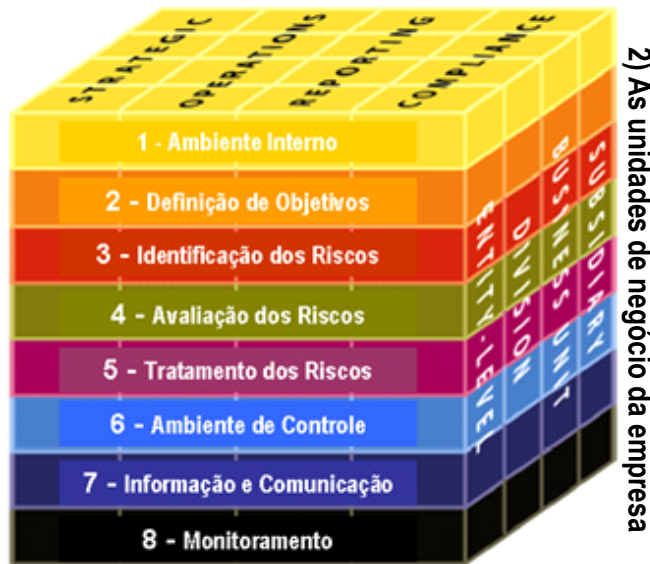 STRATEGIC
OPERATIONS
REPORTING
COMPLIANCE
1 - Ambiente Interno
2 - Definição de Objetivos
3 - Identificação dos Riscos
4 - Avaliação dos Riscos
5 - Tratamento dos Riscos
6 - Ambiente de Controle
7 - Informação e Comunicação
8 - Monitoramento
ENTITY-LEVEL
DIVISION
BUSINESS UNIT
SUBSIDIARY
2) As unidades de negócio da empresa